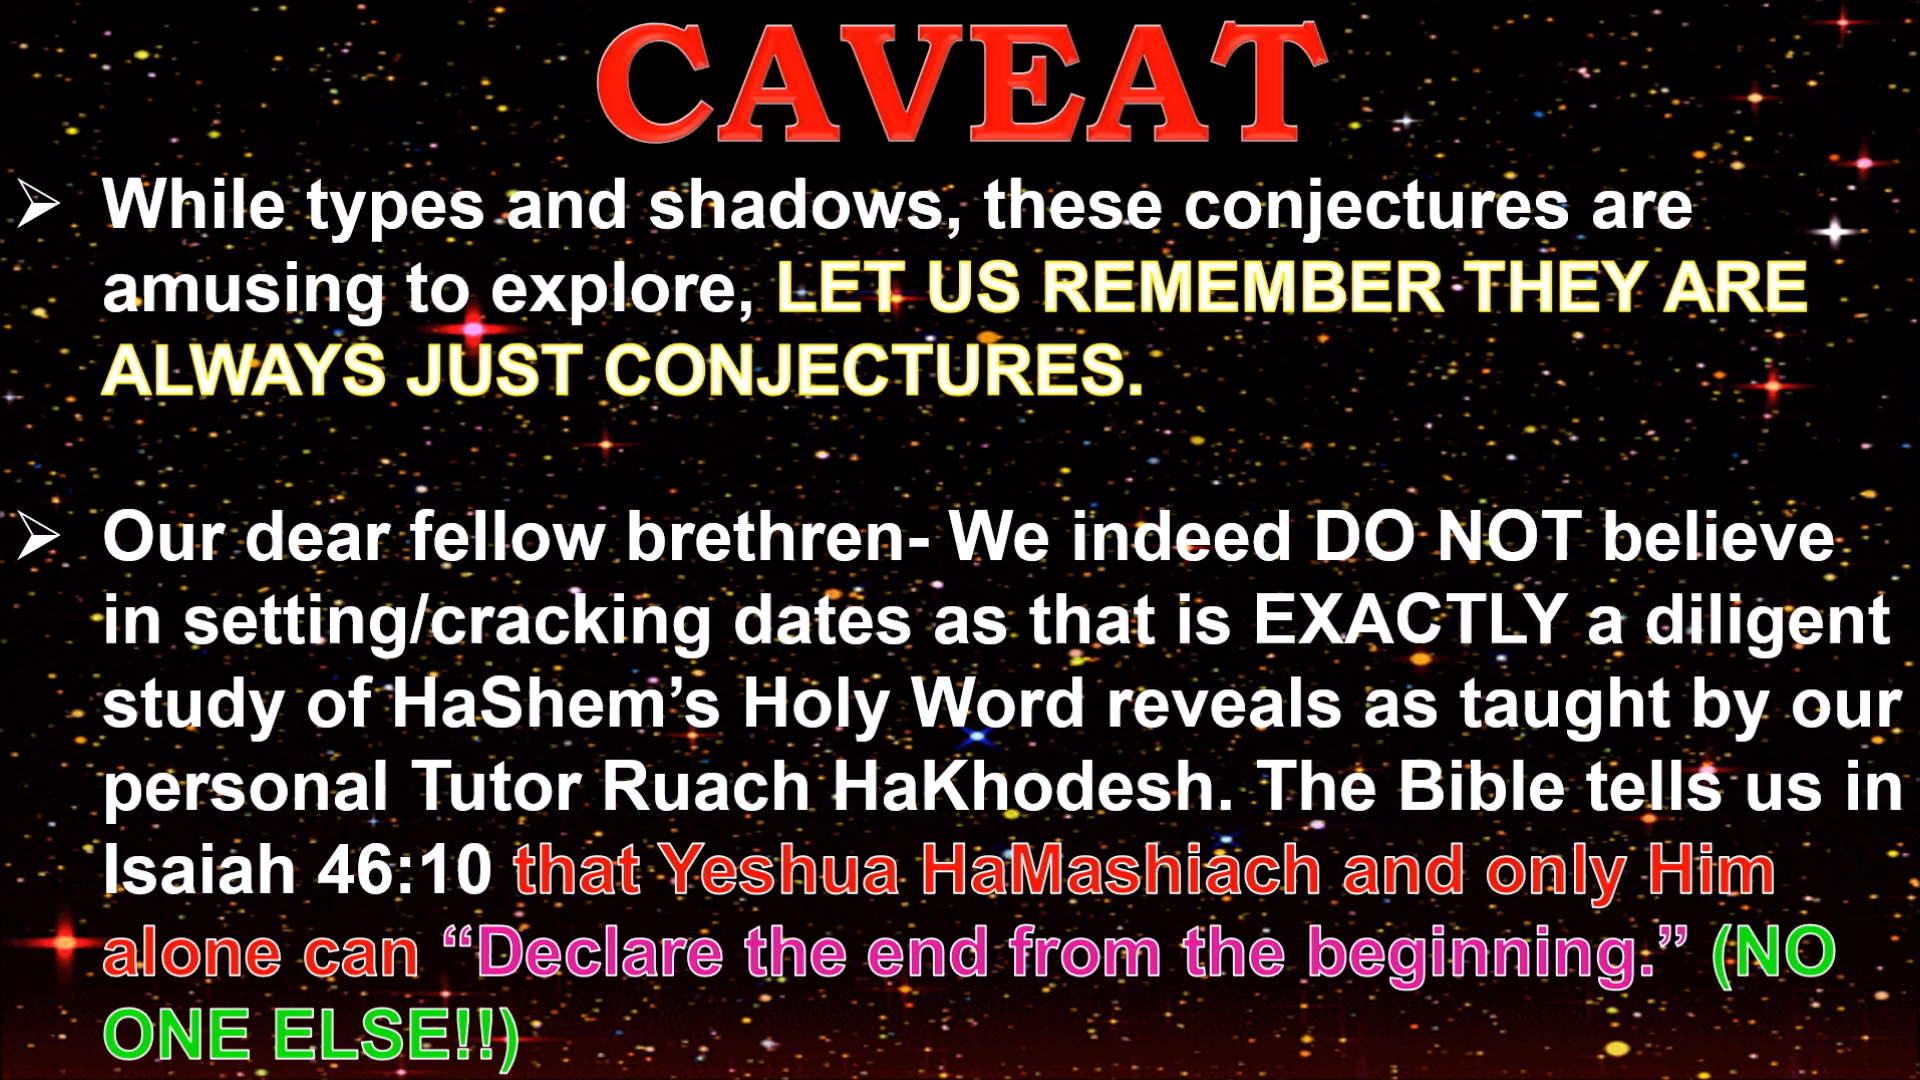 CAVEAT
➢ While types and shadows, these conjectures are
amusing to explore, LET US REMEMBER THEY ARE
ALWAYS JUST CONJECTURES.
➢ Our dear fellow brethren- We indeed DO NOT believe
in setting/cracking dates as that is EXACTLY a diligent
study of HaShem’s Holy Word reveals as taught by our
personal Tutor Ruach HaKhodesh. The Bible tells us in
Isaiah 46:10 that Yeshua HaMashiach and only Him
alone can “Declare the end from the beginning.” (NO
ONE ELSE!!)